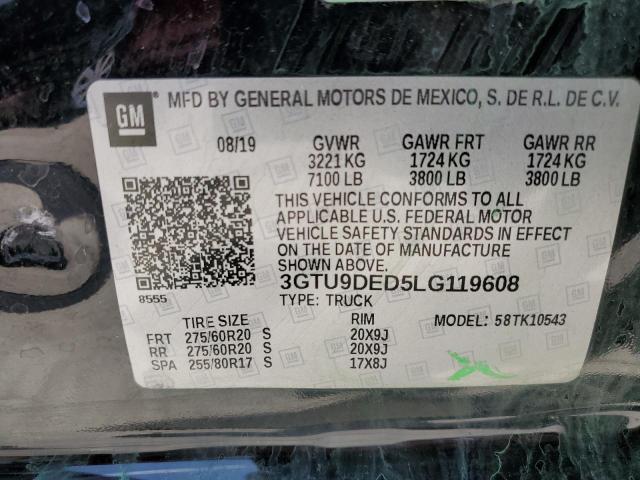 GM MFD BY GENERAL MOTORS DE MEXICO, S. DE R.L. DE C.V.
08/19 GVWR GAWR FRT GAWR RR
3221 KG 1724 KG 1724 KG
7100 LB 3800 LB 3800 LB
THIS VEHICLE CONFORMS TO ALL
APPLICABLE U.S. FEDERAL MOTOR
VEHICLE SAFETY STANDARDS IN EFFECT
ON THE DATE OF MANUFACTURE
SHOWN ABOVE.
8555
3GTU9DED5LG119608
TYPE: TRUCK
TIRE SIZE RIM MODEL: 58TK10543
FRT 275/60R20 S 20X9J
RR 275/60R20 S 20X9J
SPA 255/80R17 S 17X8J